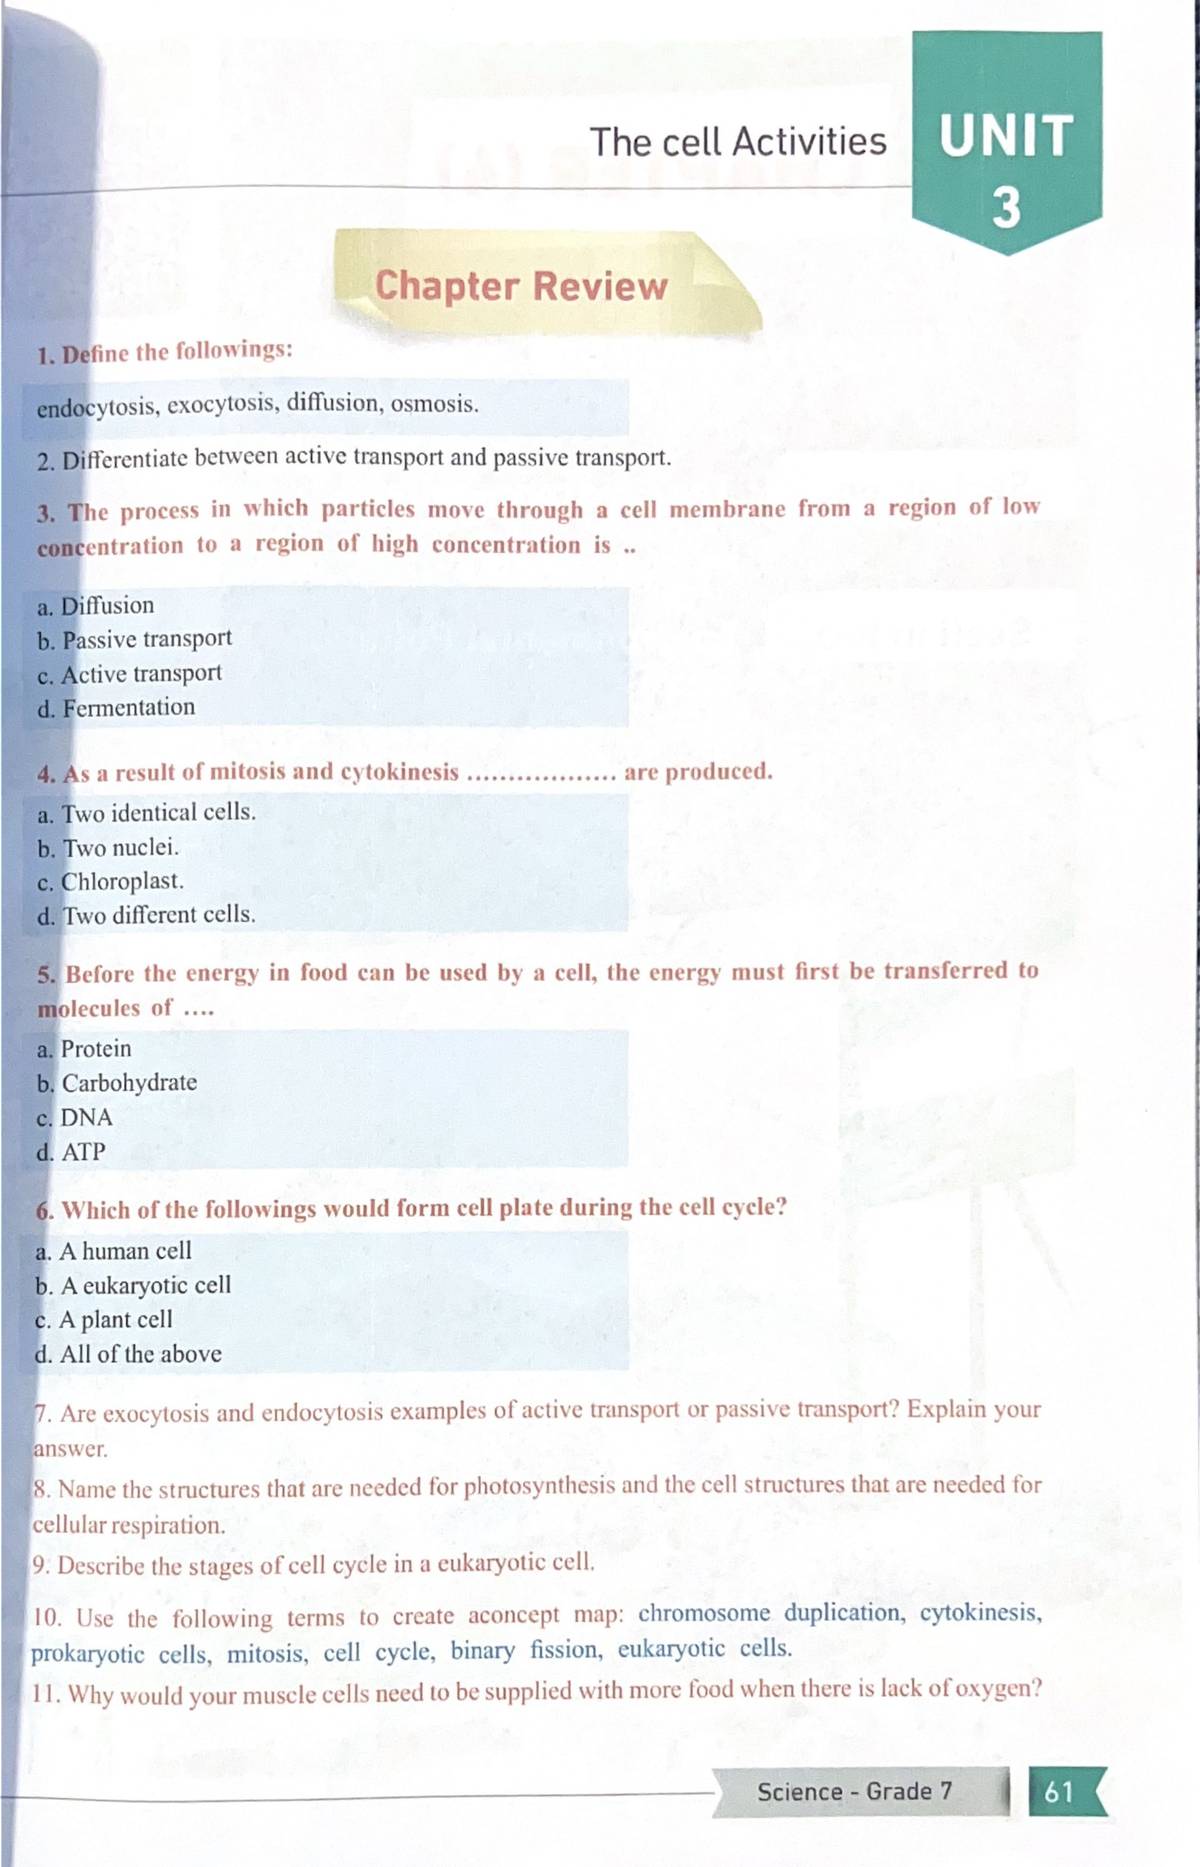 The cell Activities
UNIT
3
Chapter Review
1. Define the followings:
endocytosis, exocytosis, diffusion, osmosis.
2. Differentiate between active transport and passive transport.
3. The process in which particles move through a cell membrane from a region of low
concentration to a region of high concentration is ..
a. Diffusion
b. Passive transport
c. Active transport
d. Fermentation
4. As a result of mitosis and cytokinesis .................. are produced.
a. Two identical cells.
b. Two nuclei.
c. Chloroplast.
d. Two different cells.
5. Before the energy in food can be used by a cell, the energy must first be transferred to
molecules of ....
a. Protein
b. Carbohydrate
c. DNA
d. ATP
6. Which of the followings would form cell plate during the cell cycle?
a. A human cell
b. A eukaryotic cell
c. A plant cell
d. All of the above
7. Are exocytosis and endocytosis examples of active transport or passive transport? Explain your
answer.
8. Name the structures that are needed for photosynthesis and the cell structures that are needed for
cellular respiration.
9. Describe the stages of cell cycle in a eukaryotic cell.
10. Use the following terms to create aconcept map: chromosome duplication, cytokinesis,
prokaryotic cells, mitosis, cell cycle, binary fission, eukaryotic cells.
11. Why would your muscle cells need to be supplied with more food when there is lack of oxygen?
Science - Grade 7
61